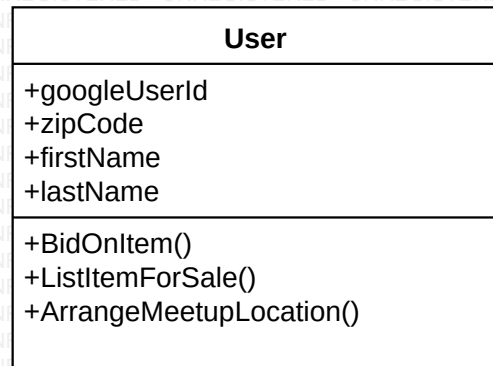 User
+googleUserId
+zipCode
+firstName
+lastName
+BidOnItem()
+ListItemForSale()
+ArrangeMeetupLocation()